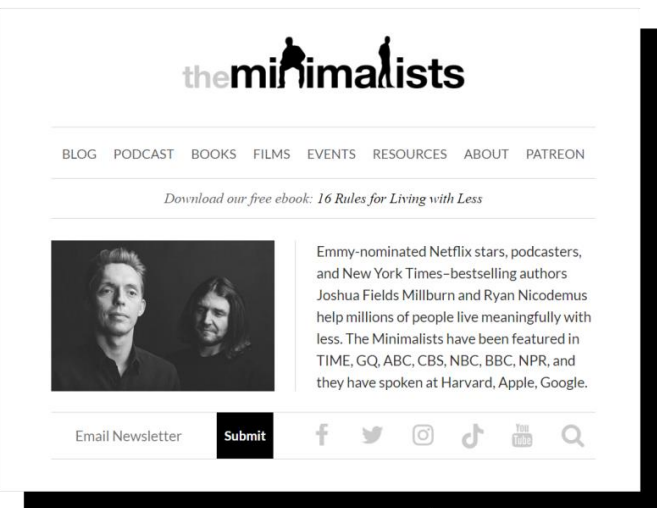 theminimalists
BLOG PODCAST BOOKS FILMS EVENTS RESOURCES ABOUT PATREON
Download our free ebook: 16 Rules for Living with Less
Emmy-nominated Netflix stars, podcasters,
and New York Times–bestselling authors
Joshua Fields Millburn and Ryan Nicodemus
help millions of people live meaningfully with
less. The Minimalists have been featured in
TIME, GQ, ABC, CBS, NBC, BBC, NPR, and
they have spoken at Harvard, Apple, Google.
Email Newsletter Submit You
Tube